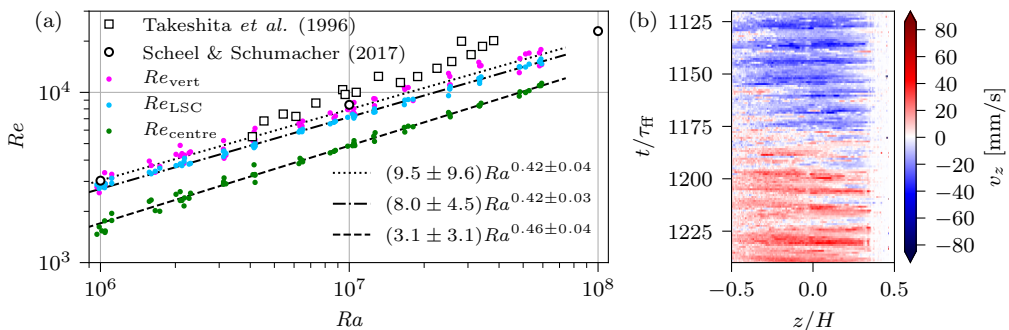 (a)
Takeshita et al. (1996)
Scheel & Schumacher (2017)
Re_vert
Re_LSC
Re_centre
(9.5 ± 9.6)Ra^0.42±0.04
(8.0 ± 4.5)Ra^0.42±0.03
(3.1 ± 3.1)Ra^0.46±0.04
Re
10^4
10^3
10^6
10^7
10^8
Ra
(b)
t/τ_ff
1125
1150
1175
1200
1225
−0.5
0.0
0.5
z/H
80
60
40
20
0
−20
−40
−60
−80
v_z [mm/s]